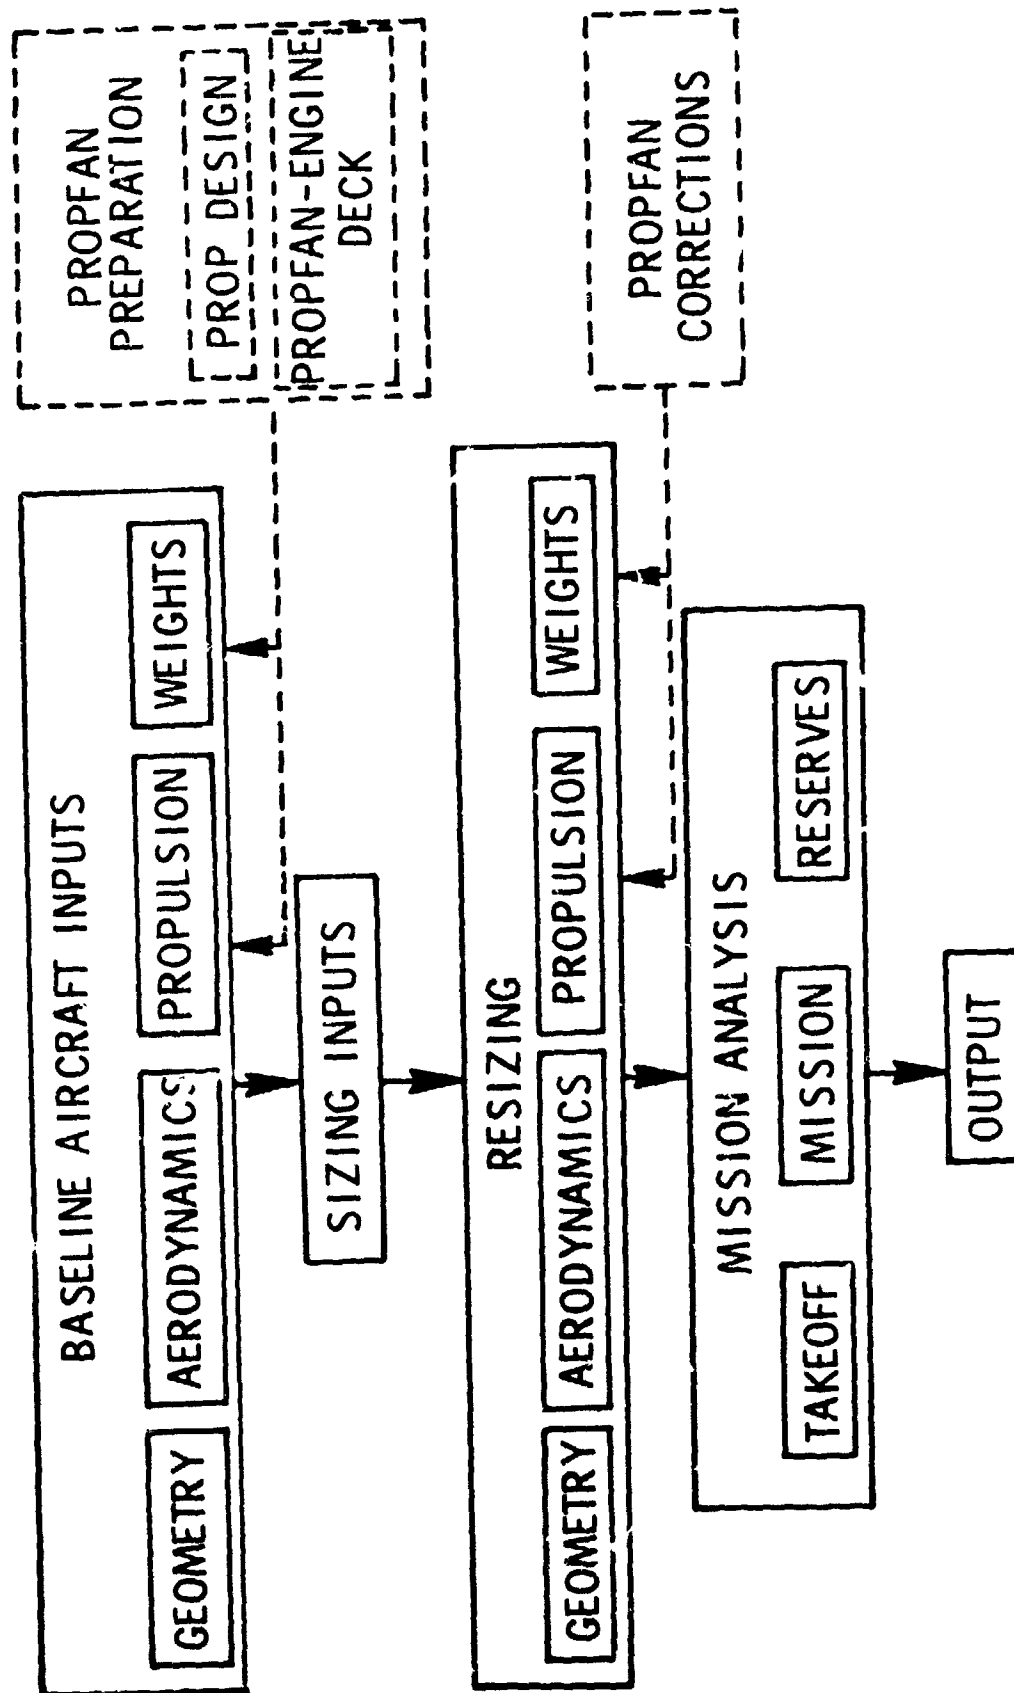 BASELINE AIRCRAFT INPUTS
GEOMETRY
AERODYNAMICS
PROPULSION
WEIGHTS
PROPFAN
PREPARATION
PROP DESIGN
PROPFAN-ENGINE
DECK
SIZING INPUTS
RESIZING
GEOMETRY
AERODYNAMICS
PROPULSION
WEIGHTS
PROPFAN
CORRECTIONS
MISSION ANALYSIS
TAKEOFF
MISSION
RESERVES
OUTPUT